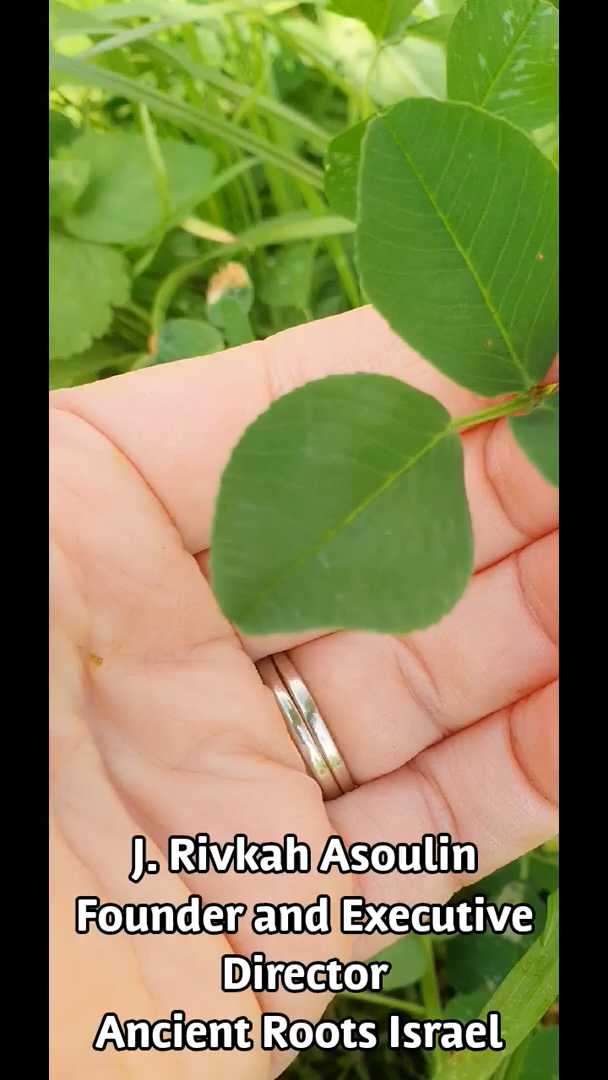 J. Rivkah Asoulin
Founder and Executive
Director
Ancient Roots Israel